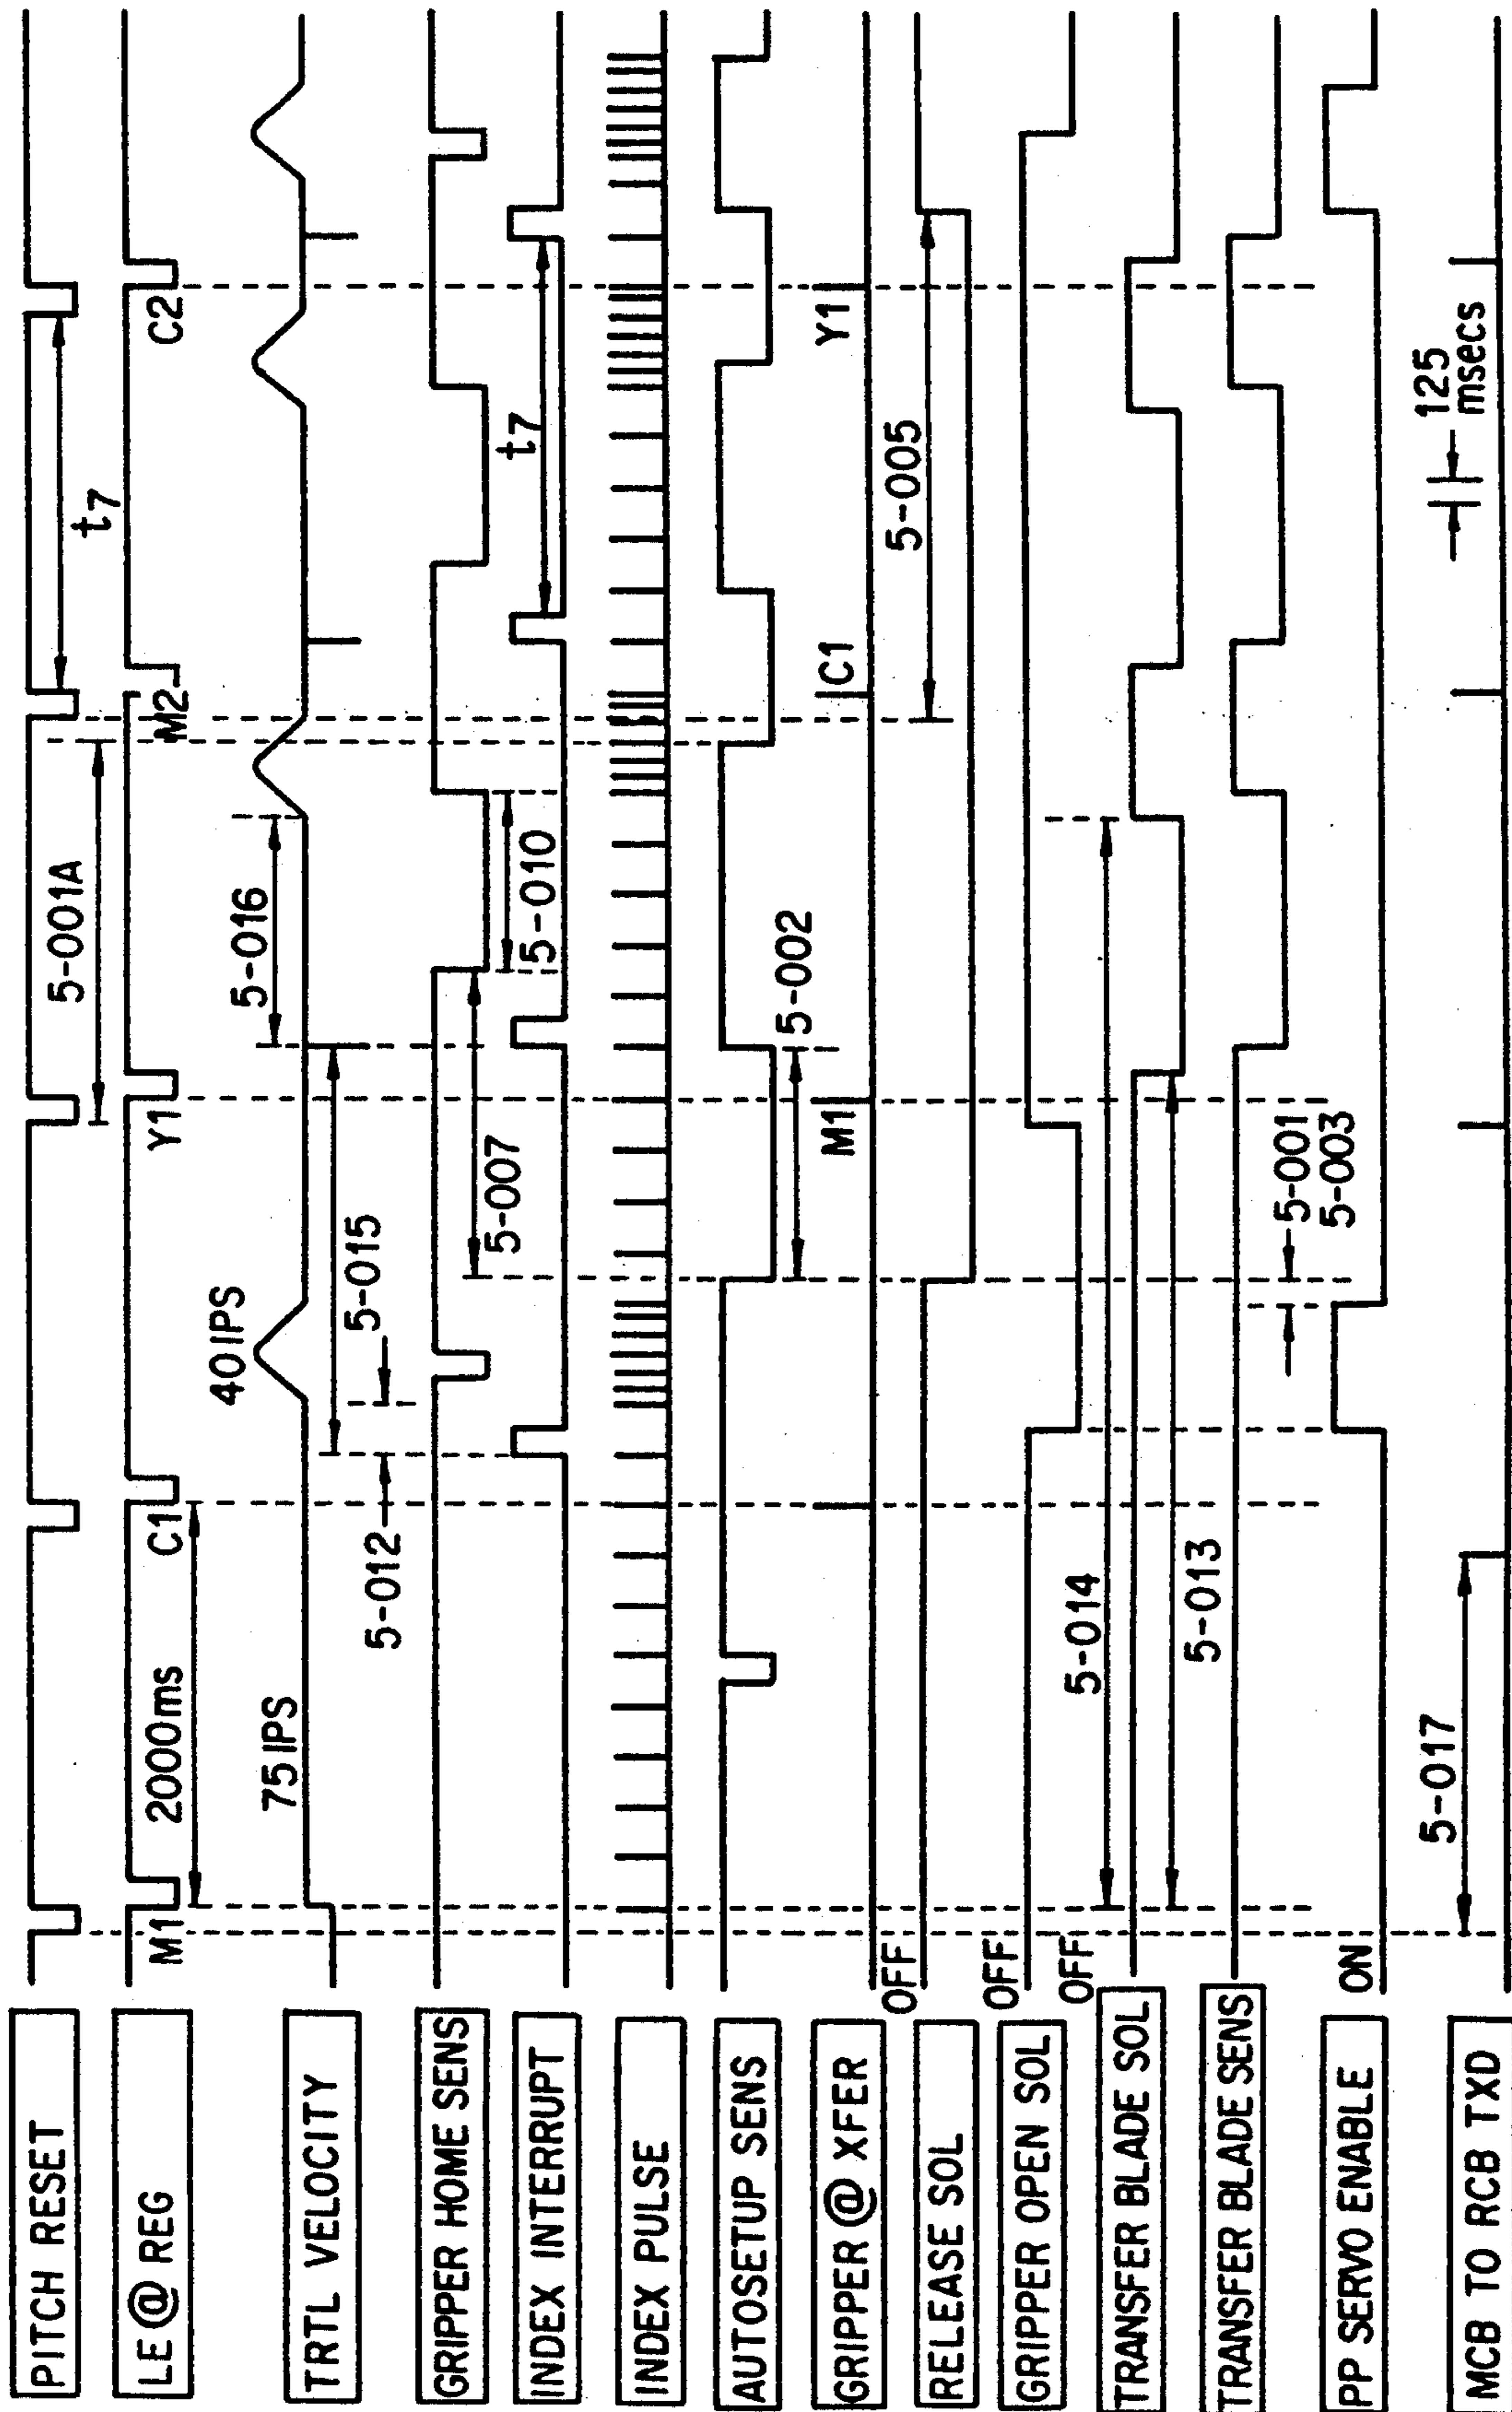 PITCH RESET
t7
5-001A
LE @ REG
M1
2000ms
C1
Y1
M2
C2
TRTL VELOCITY
75 IPS
40 IPS
5-016
5-015
5-012
GRIPPER HOME SENS
5-007
5-010
INDEX INTERRUPT
t7
INDEX PULSE
AUTOSETUP SENS
5-002
GRIPPER @ XFER
M1
C1
Y1
RELEASE SOL
OFF
5-005
GRIPPER OPEN SOL
OFF
OFF
TRANSFER BLADE SOL
5-014
5-013
TRANSFER BLADE SENS
5-001
5-003
PP SERVO ENABLE
ON
MCB TO RCB TXD
5-017
125
msecs